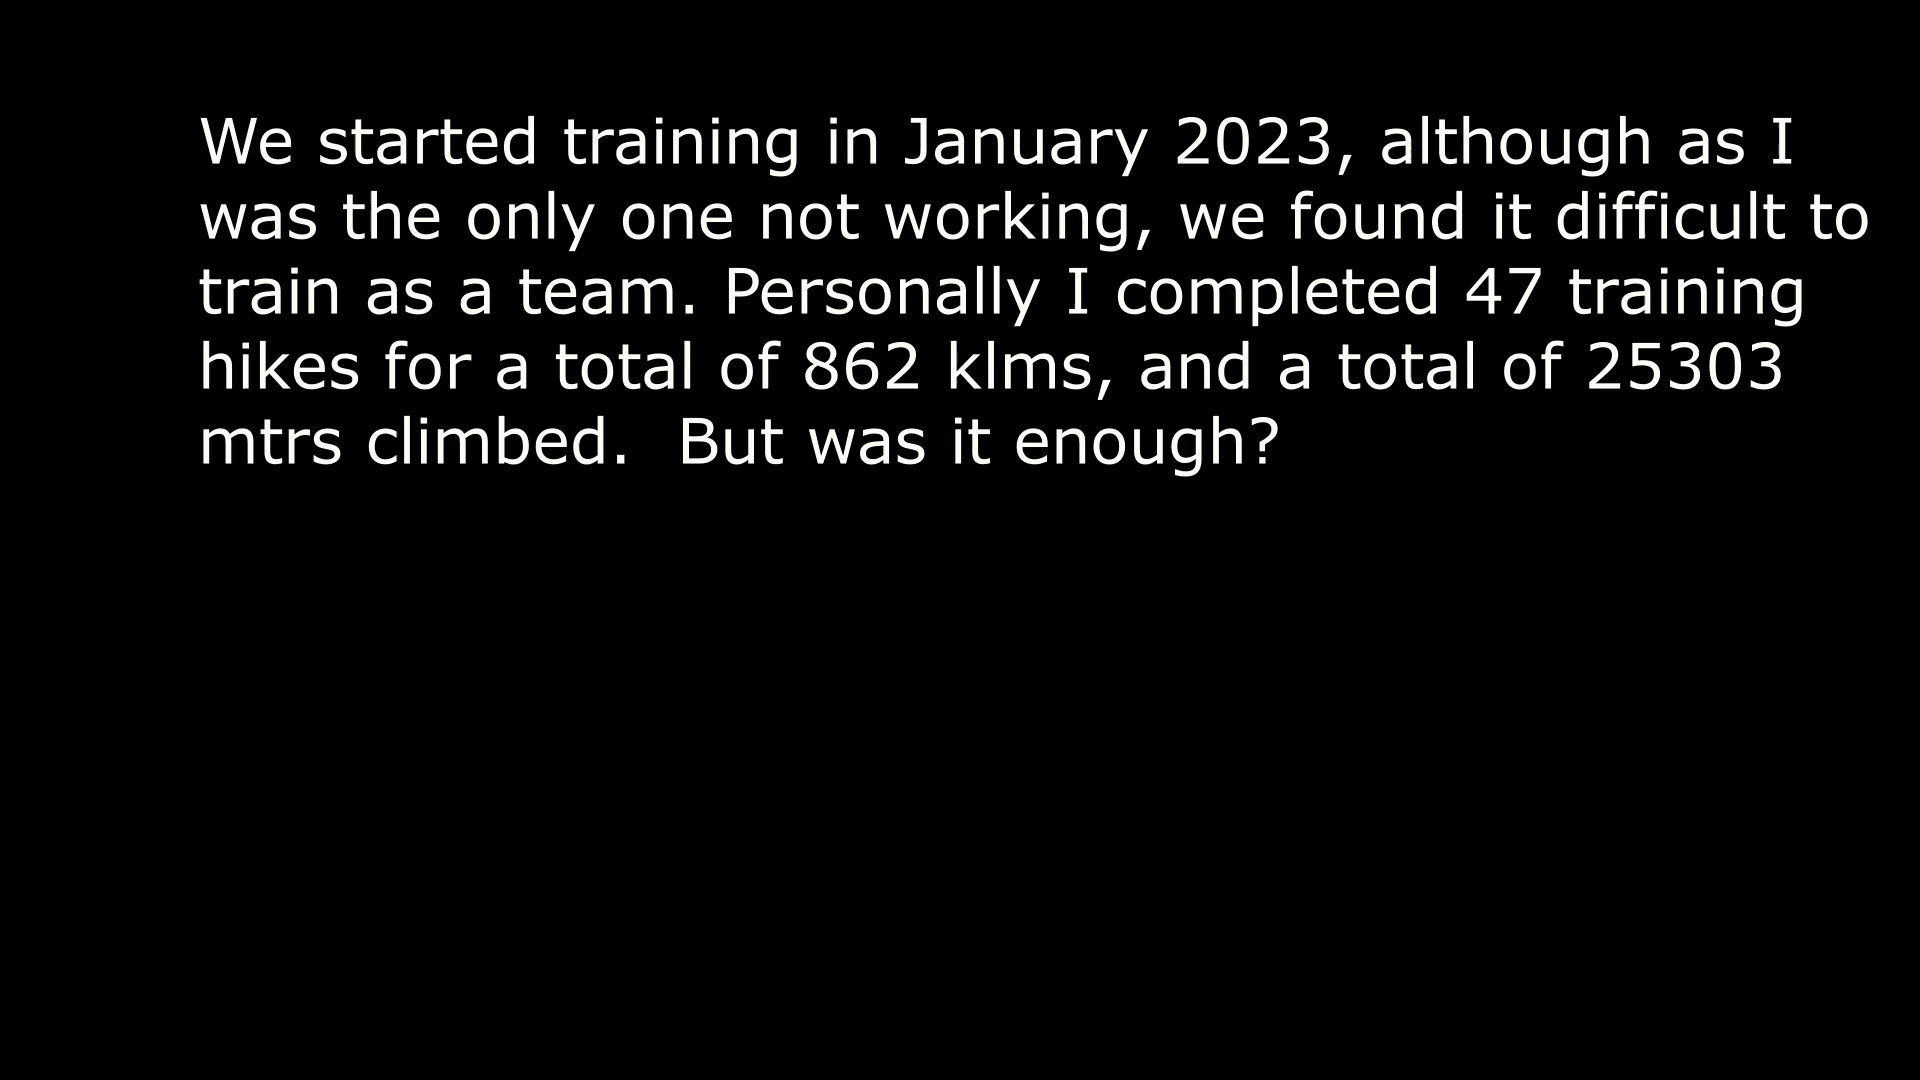 We started training in January 2023, although as I
was the only one not working, we found it difficult to
train as a team. Personally I completed 47 training
hikes for a total of 862 klms, and a total of 25303
mtrs climbed.  But was it enough?